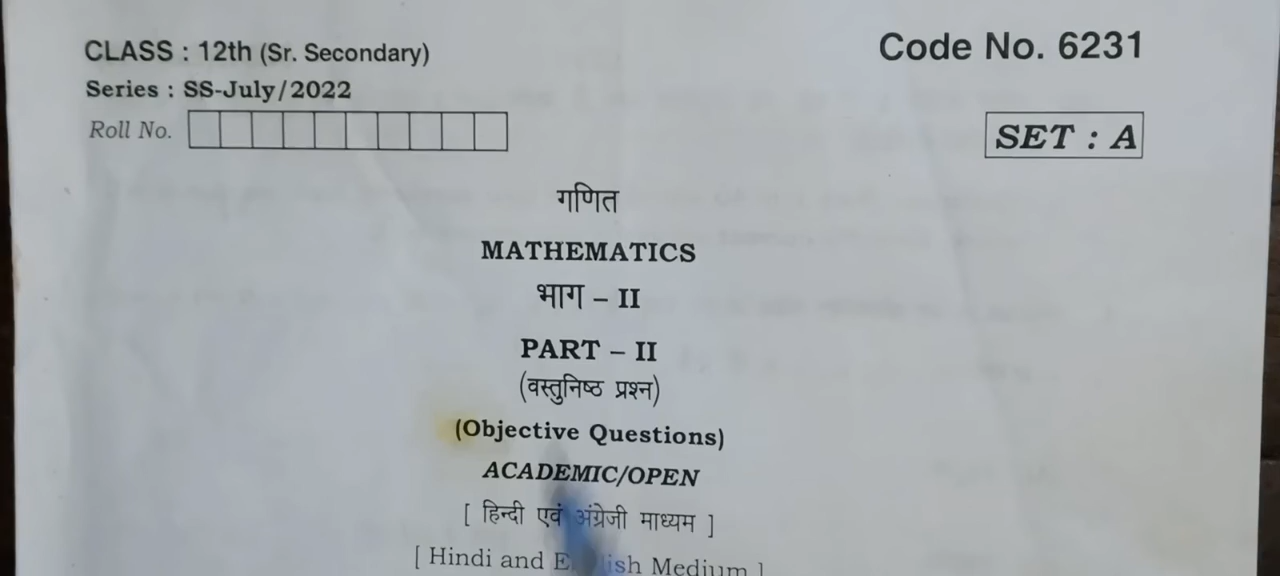 CLASS : 12th (Sr. Secondary)
Code No. 6231
Series : SS-July/2022
Roll No.
SET : A
गणित
MATHEMATICS
भाग – II
PART – II
(वस्तुनिष्ठ प्रश्न)
(Objective Questions)
ACADEMIC/OPEN
[ हिन्दी एवं अंग्रेजी माध्यम ]
[ Hindi and Medium ]